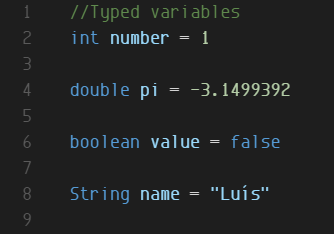 1 //Typed variables
2 int number = 1
3
4 double pi = -3.1499392
5
6 boolean value = false
7
8 String name = "Luís"
9